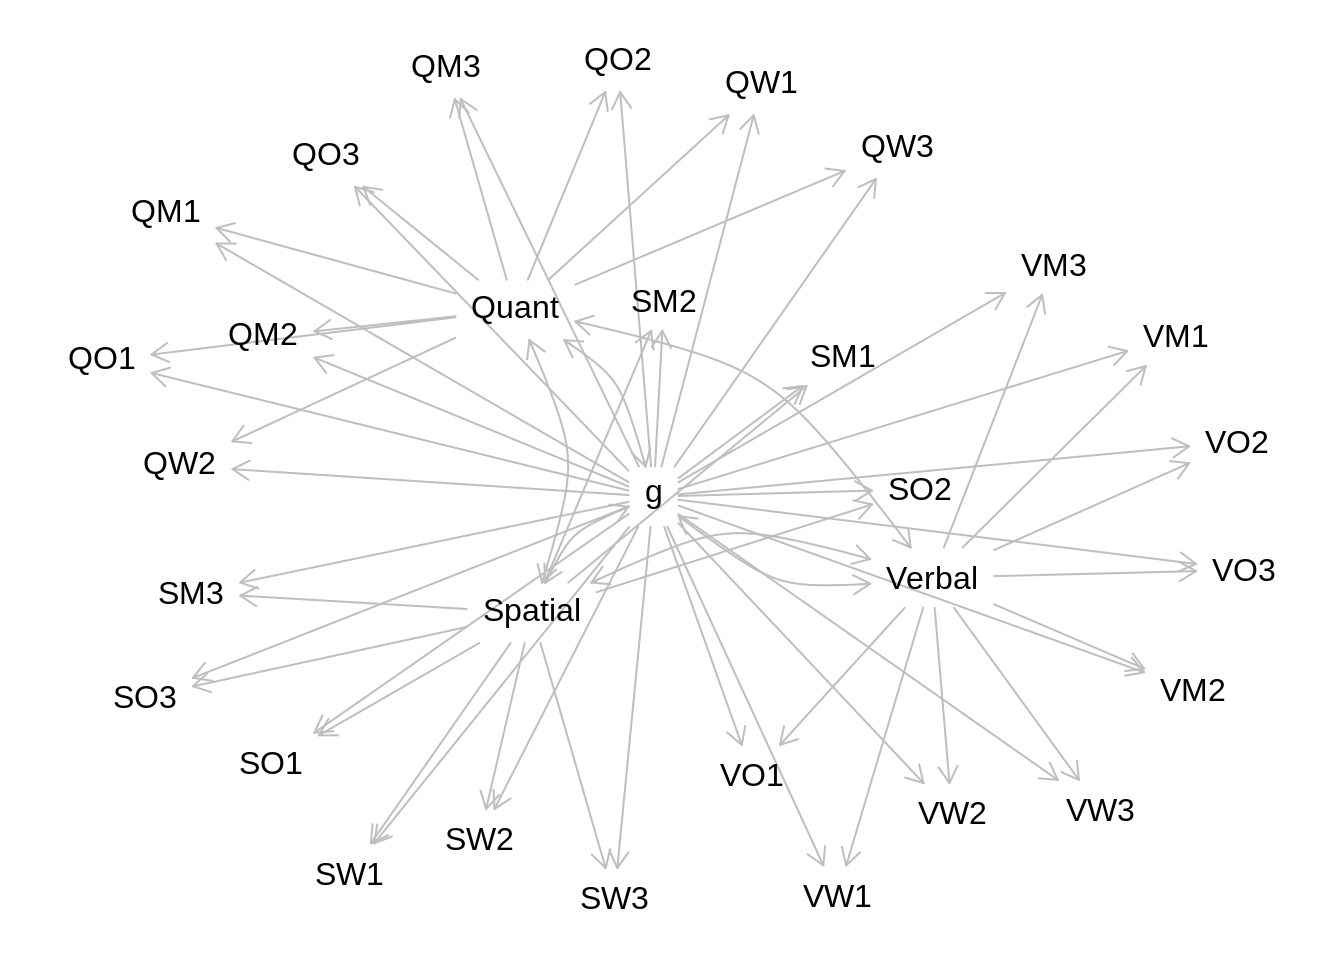 QO2
QM3
QW1
QW3
QO3
QM1
VM3
SM2
Quant
QM2
VM1
SM1
QO1
VO2
QW2
SO2
g
VO3
Verbal
SM3
Spatial
VM2
SO3
SO1
VO1
VW3
VW2
SW2
SW1
VW1
SW3